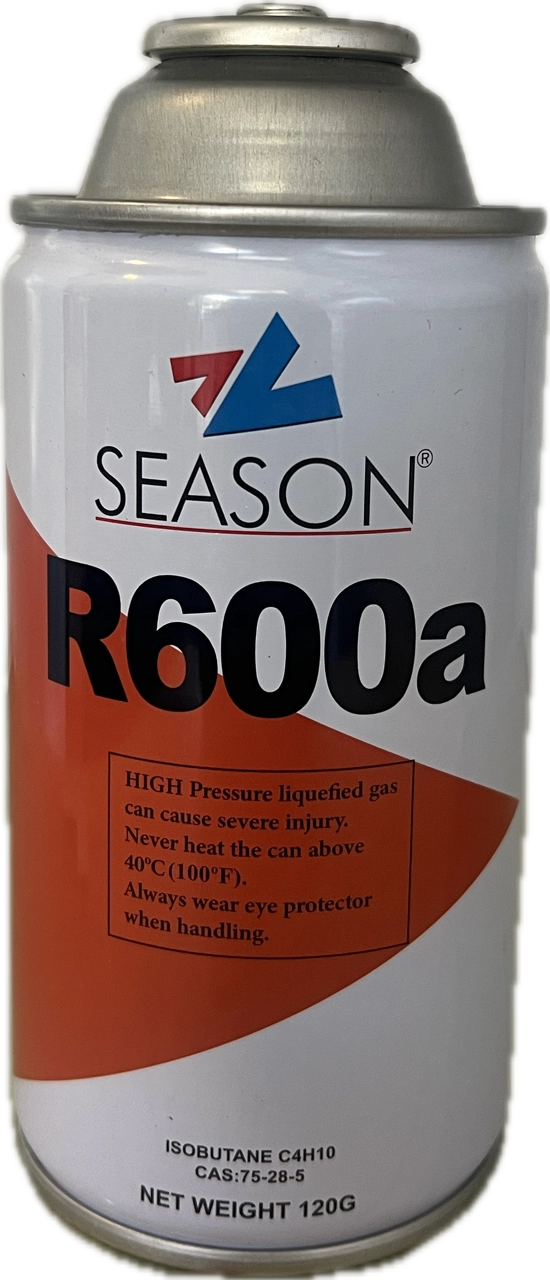 SEASON®
R600a
HIGH Pressure liquefied gas
can cause severe injury.
Never heat the can above
40ºC (100ºF).
Always wear eye protector
when handling.
ISOBUTANE C4H10
CAS:75-28-5
NET WEIGHT 120G